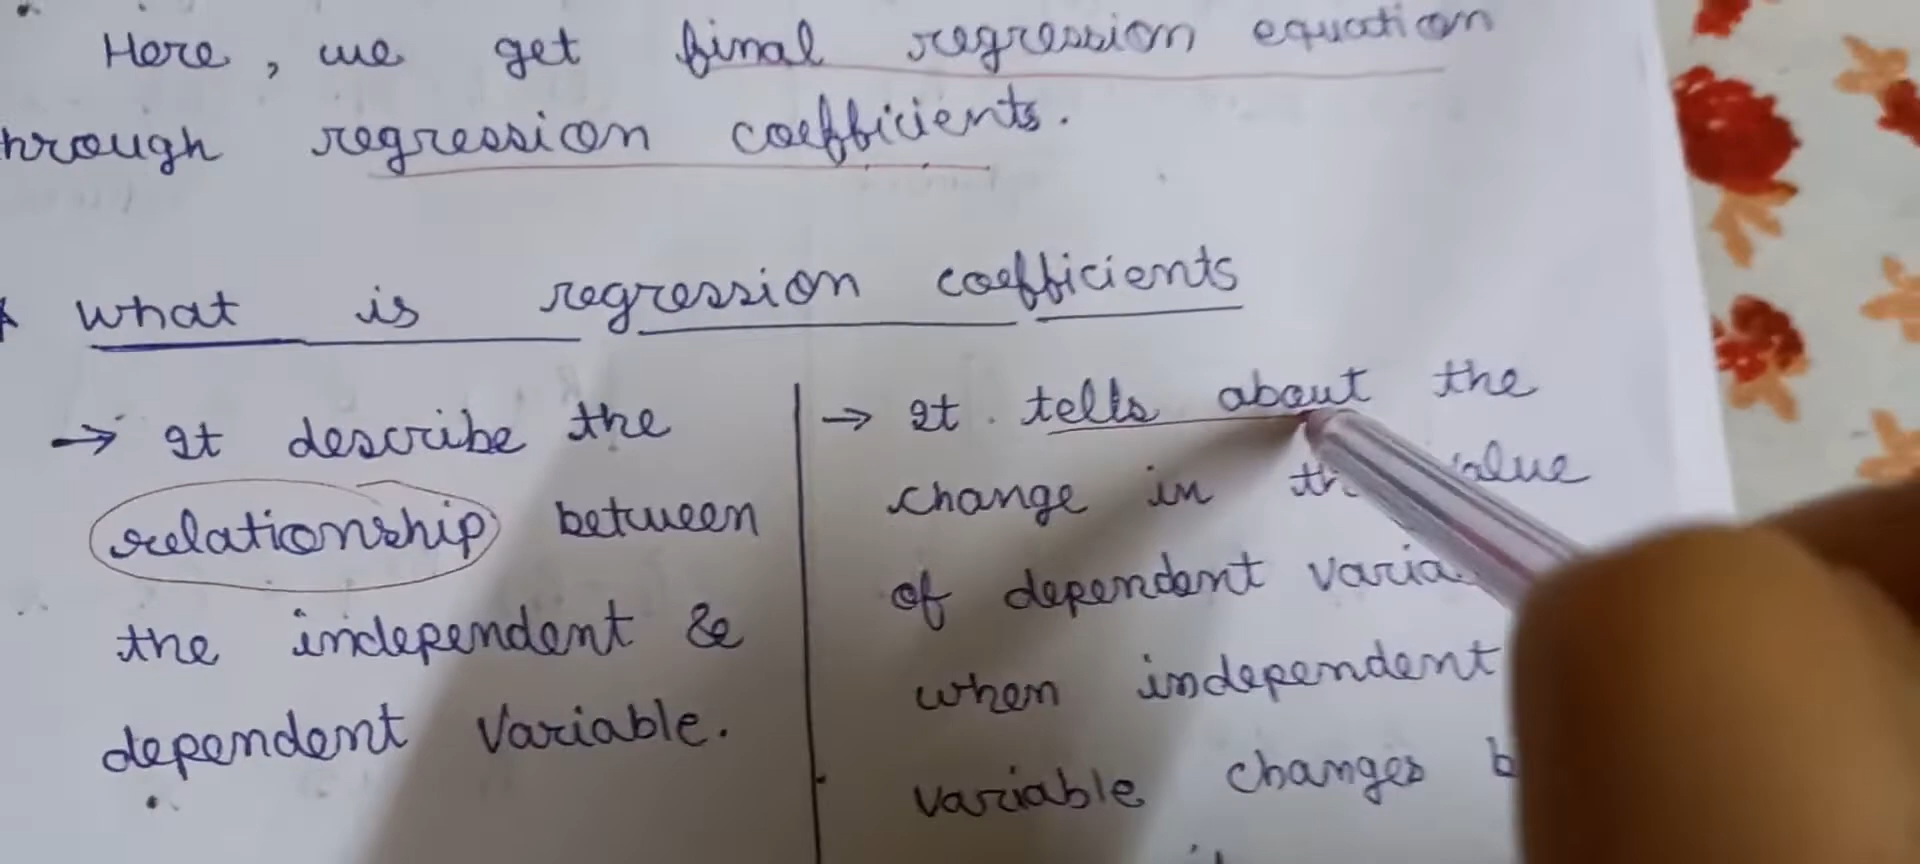 Here, we get final regression equation
hrough regression coefficients.
what is regression coefficients
→ It describe the
relationship between
the independent &
dependent variable.
→ It tells about the
change in
of dependent
when independent
variable changes